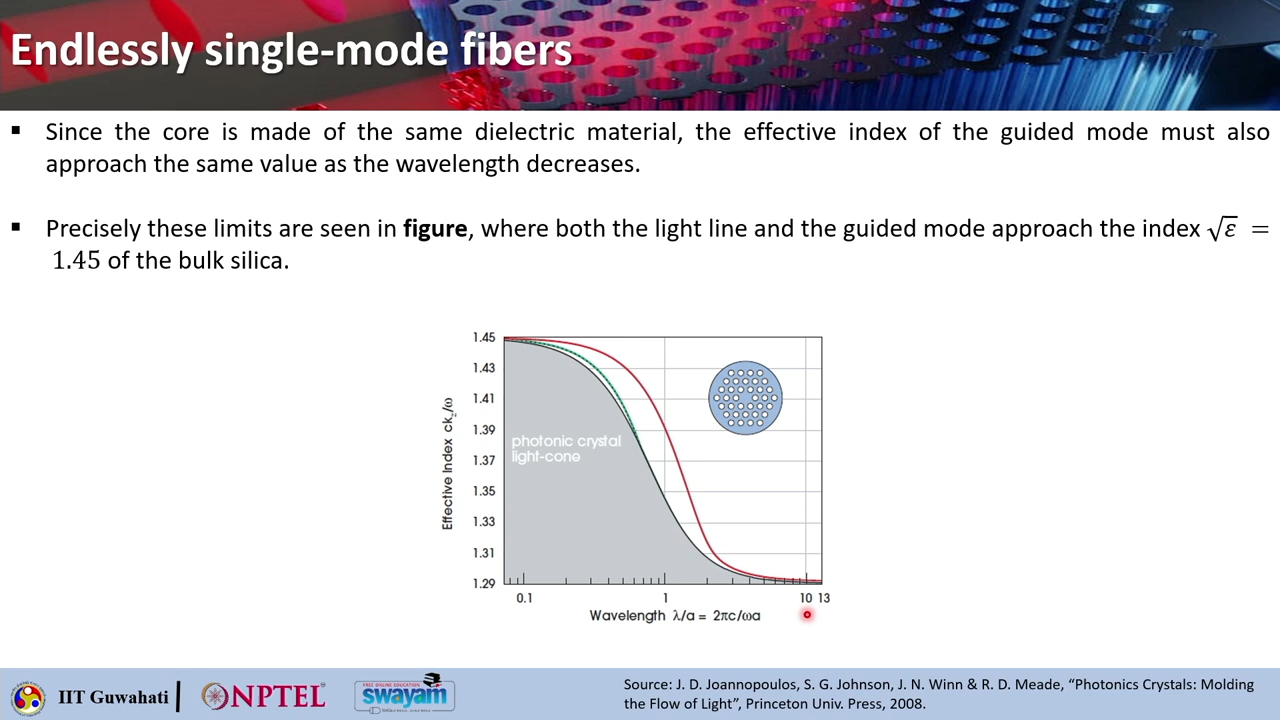 Endlessly single-mode fibers
▪ Since the core is made of the same dielectric material, the effective index of the guided mode must also
approach the same value as the wavelength decreases.
▪ Precisely these limits are seen in figure, where both the light line and the guided mode approach the index √ε =
1.45 of the bulk silica.
1.45
1.43
1.41
1.39
1.37
1.35
1.33
1.31
1.29
Effective Index ck_z/ω
photonic crystal
light-cone
0.1 1 10 13
Wavelength λ/a = 2πc/ωa
IIT Guwahati
NPTEL
FREE ONLINE EDUCATION
swayam
Source: J. D. Joannopoulos, S. G. Johnson, J. N. Winn & R. D. Meade, “Photonics Crystals: Molding
the Flow of Light”, Princeton Univ. Press, 2008.